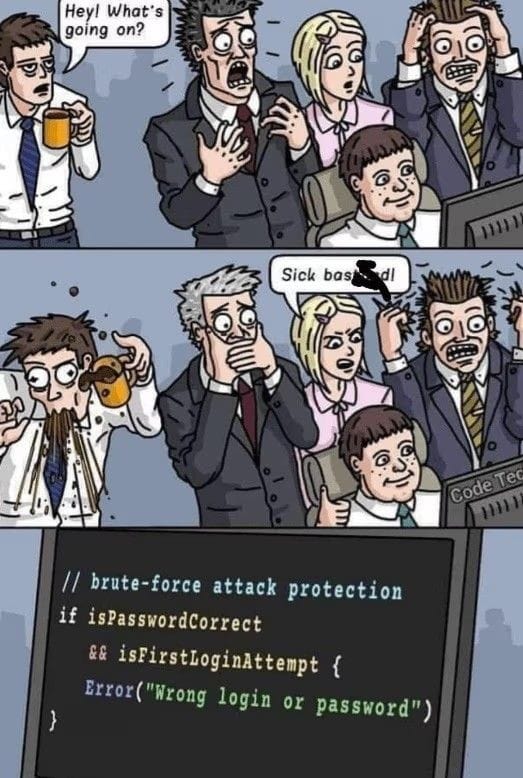 Hey! What's
going on?
Sick
Code Tec
// brute-force attack protection
if isPasswordCorrect
&& isFirstLoginAttempt {
Error("Wrong login or password")
}